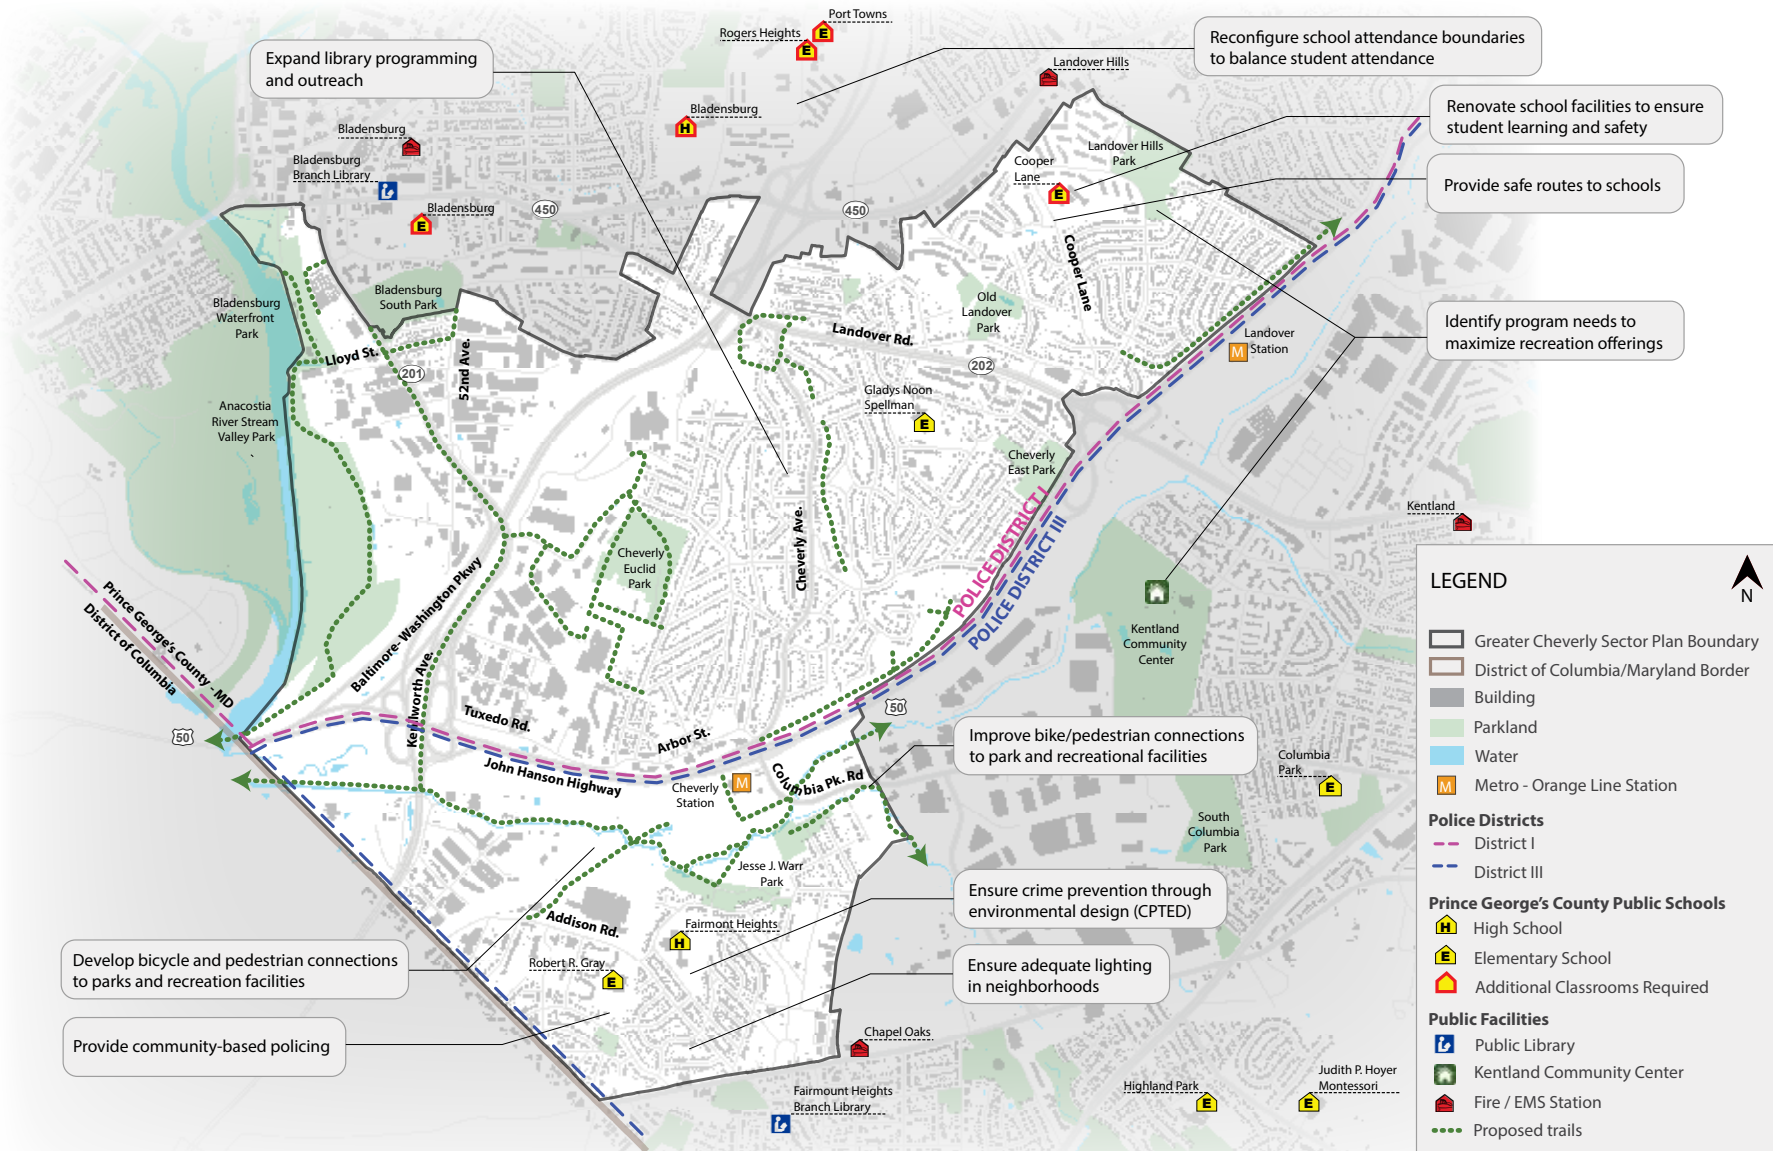 Port Towns
Rogers Heights
E
E
Expand library programming
and outreach
Reconfigure school attendance boundaries
to balance student attendance
Landover Hills
Renovate school facilities to ensure
student learning and safety
Bladensburg
H
Bladensburg
Bladensburg
Branch Library
Landover Hills
Park
Cooper
Lane
E
Provide safe routes to schools
Bladensburg
E
450
450
Cooper Lane
Bladensburg
South Park
Bladensburg
Waterfront
Park
Old
Landover
Park
Identify program needs to
maximize recreation offerings
Landover Rd.
Landover
Station
M
Lloyd St.
52nd Ave.
201
202
Gladys Noon
Spellman
E
Anacostia
River Stream
Valley Park
Cheverly
East Park
Kentland
POLICE DISTRICT I
POLICE DISTRICT III
Cheverly Ave.
Cheverly
Euclid
Park
Baltimore-Washington Pkwy
Prince George's County - MD
District of Columbia
Kentland
Community
Center
Kenilworth Ave.
Tuxedo Rd.
50
50
Arbor St.
John Hanson Highway
Cheverly
Station
M
Columbia Pk. Rd
Improve bike/pedestrian connections
to park and recreational facilities
Columbia
Park
E
South
Columbia
Park
Jesse J. Warr
Park
Ensure crime prevention through
environmental design (CPTED)
Addison Rd.
Fairmont Heights
H
Develop bicycle and pedestrian connections
to parks and recreation facilities
Robert R. Gray
E
Ensure adequate lighting
in neighborhoods
Provide community-based policing
Chapel Oaks
Fairmount Heights
Branch Library
Highland Park
E
Judith P. Hoyer
Montessori
E
LEGEND
N
Greater Cheverly Sector Plan Boundary
District of Columbia/Maryland Border
Building
Parkland
Water
M
Metro - Orange Line Station
Police Districts
District I
District III
Prince George's County Public Schools
H
High School
E
Elementary School
Additional Classrooms Required
Public Facilities
Public Library
Kentland Community Center
Fire / EMS Station
Proposed trails